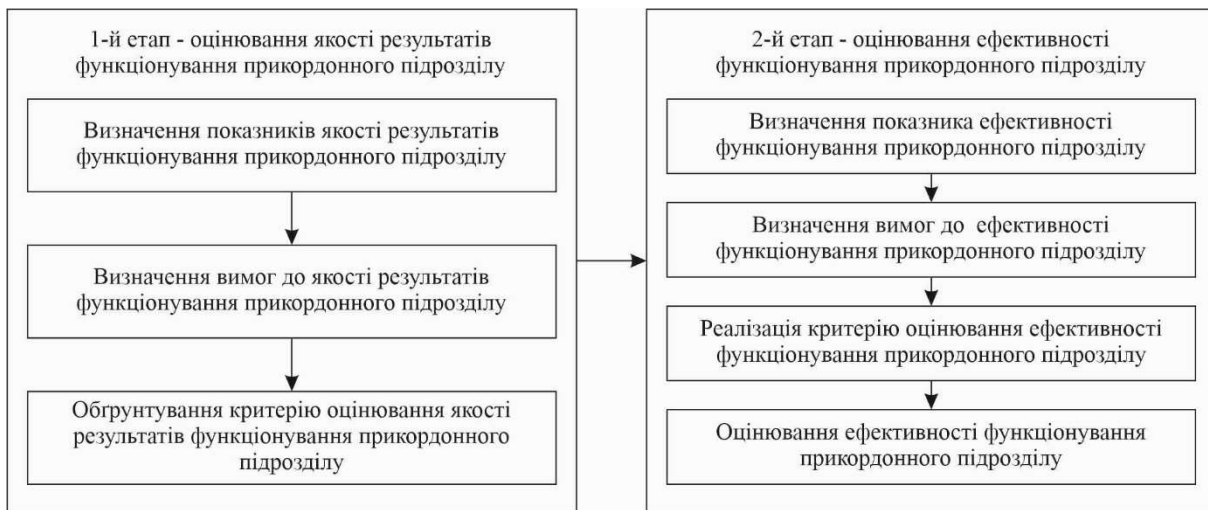 1-й етап - оцінювання якості результатів
функціонування прикордонного підрозділу
Визначення показників якості результатів
функціонування прикордонного підрозділу
Визначення вимог до якості результатів
функціонування прикордонного підрозділу
Обґрунтування критерію оцінювання якості
результатів функціонування прикордонного
підрозділу
2-й етап - оцінювання ефективності
функціонування прикордонного підрозділу
Визначення показника ефективності
функціонування прикордонного підрозділу
Визначення вимог до ефективності
функціонування прикордонного підрозділу
Реалізація критерію оцінювання ефективності
функціонування прикордонного підрозділу
Оцінювання ефективності функціонування
прикордонного підрозділу